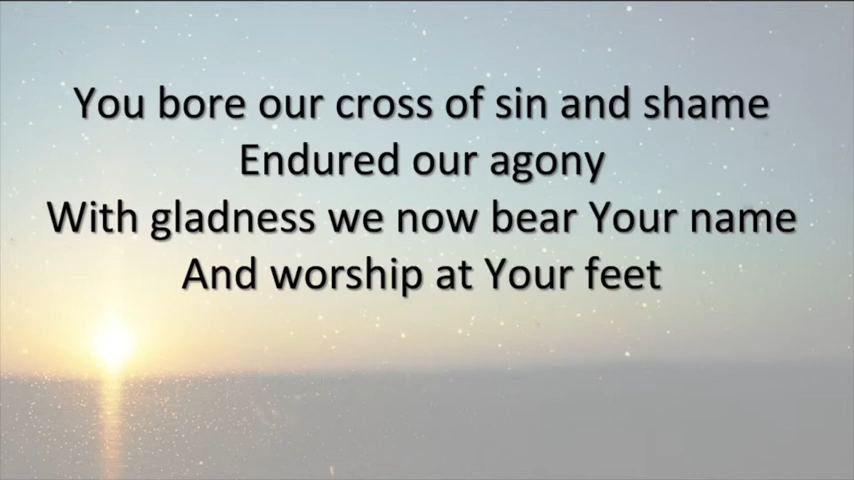 You bore our cross of sin and shame
Endured our agony
With gladness we now bear Your name
And worship at Your feet